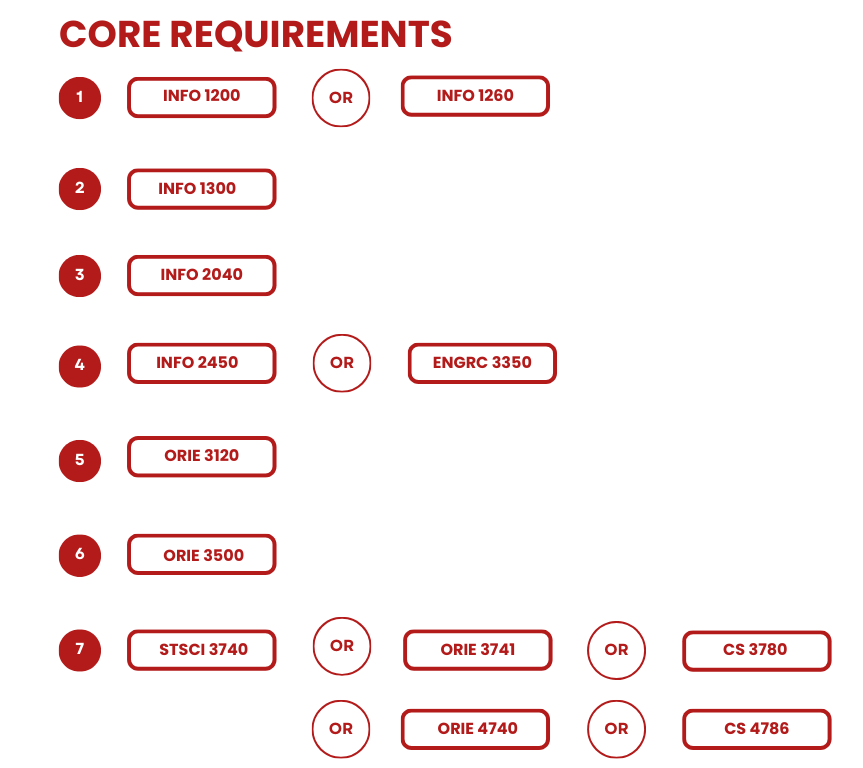 CORE REQUIREMENTS
1 INFO 1200 OR INFO 1260
2 INFO 1300
3 INFO 2040
4 INFO 2450 OR ENGRC 3350
5 ORIE 3120
6 ORIE 3500
7 STSCI 3740 OR ORIE 3741 OR CS 3780
OR ORIE 4740 OR CS 4786